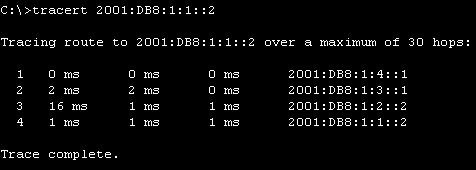 C:\>tracert 2001:DB8:1:1::2
Tracing route to 2001:DB8:1:1::2 over a maximum of 30 hops:
1 0 ms 0 ms 0 ms 2001:DB8:1:4::1
2 2 ms 2 ms 0 ms 2001:DB8:1:3::1
3 16 ms 1 ms 1 ms 2001:DB8:1:2::2
4 1 ms 1 ms 1 ms 2001:DB8:1:1::2
Trace complete.